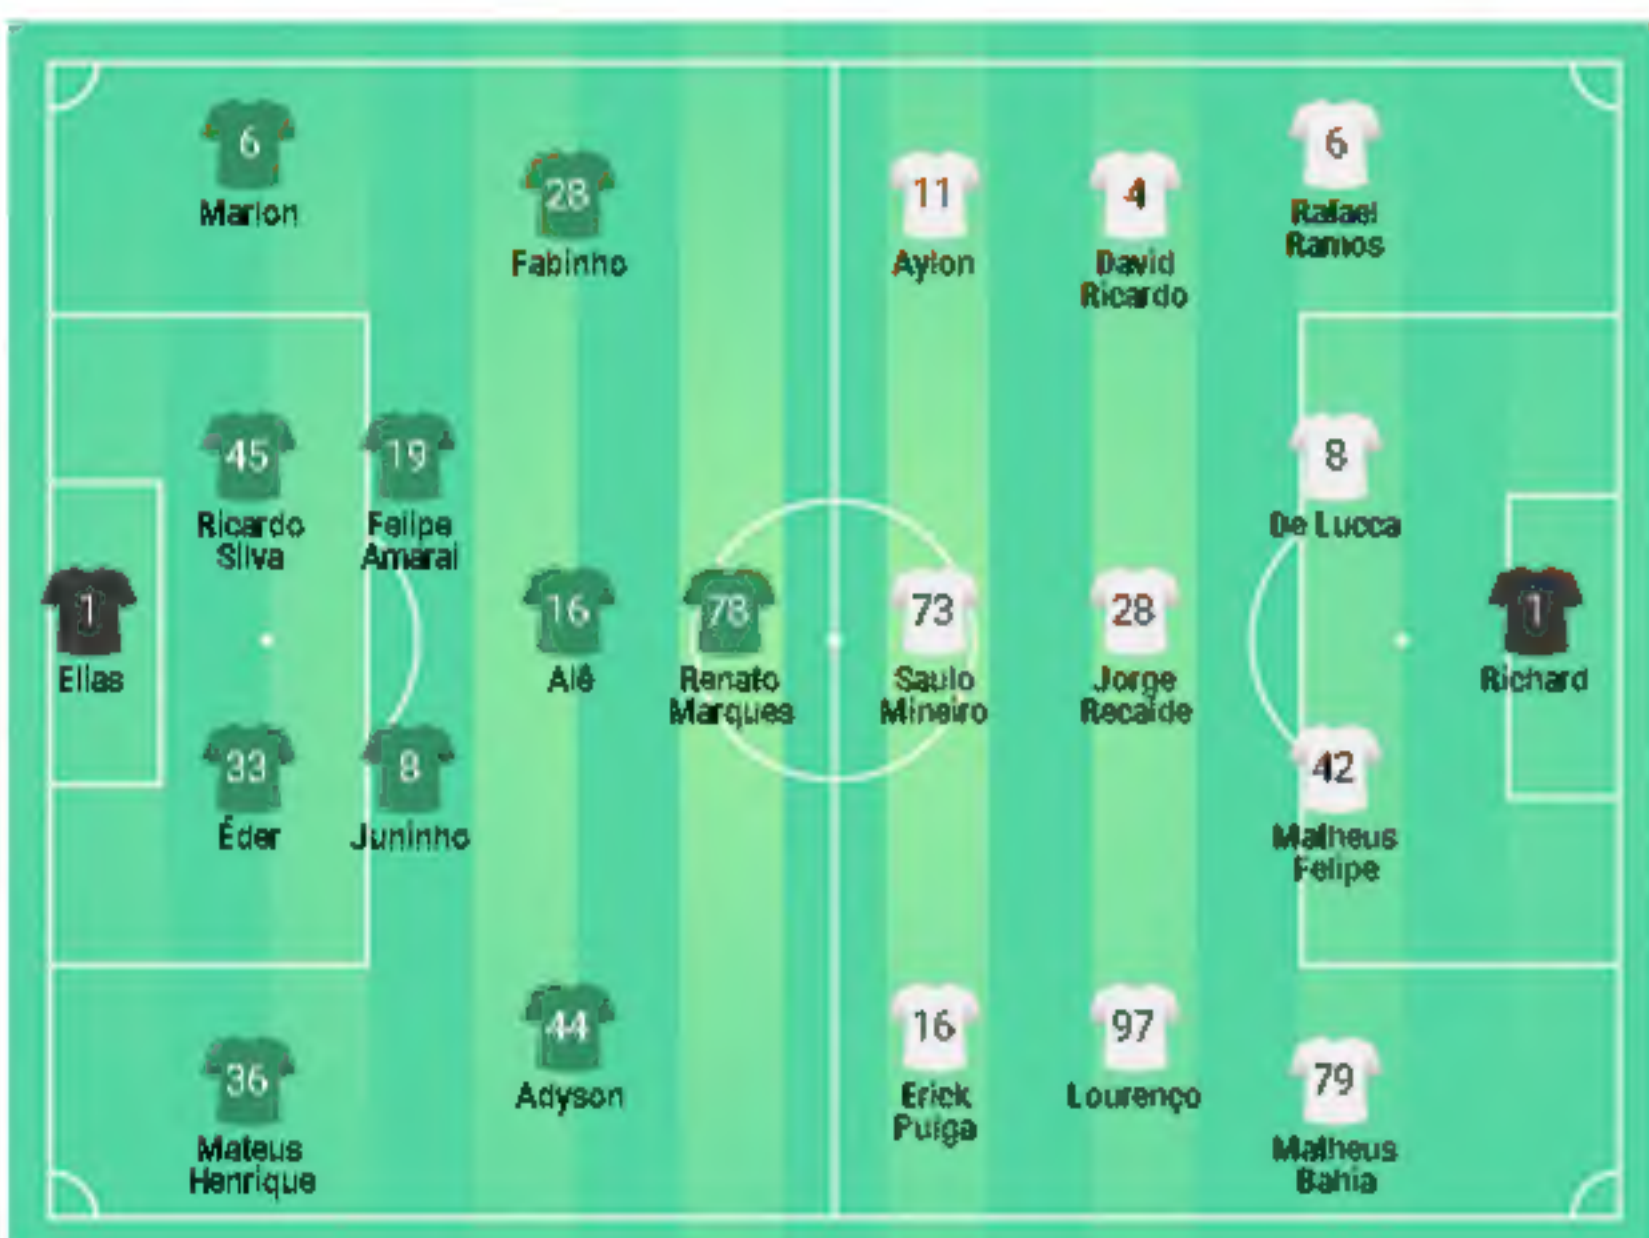 6
Marlon
28
Fabinho
11
Aylon
4
David
Ricardo
6
Rafael
Ramos
45
Ricardo
Silva
19
Felipe
Amaral
8
De Lucca
1
Elias
16
Alê
78
Renato
Marques
73
Saulo
Mineiro
28
Jorge
Recalde
1
Richard
33
Éder
8
Juninho
42
Matheus
Felipe
36
Mateus
Henrique
44
Adyson
16
Erick
Pulga
97
Lourenço
79
Matheus
Bahia